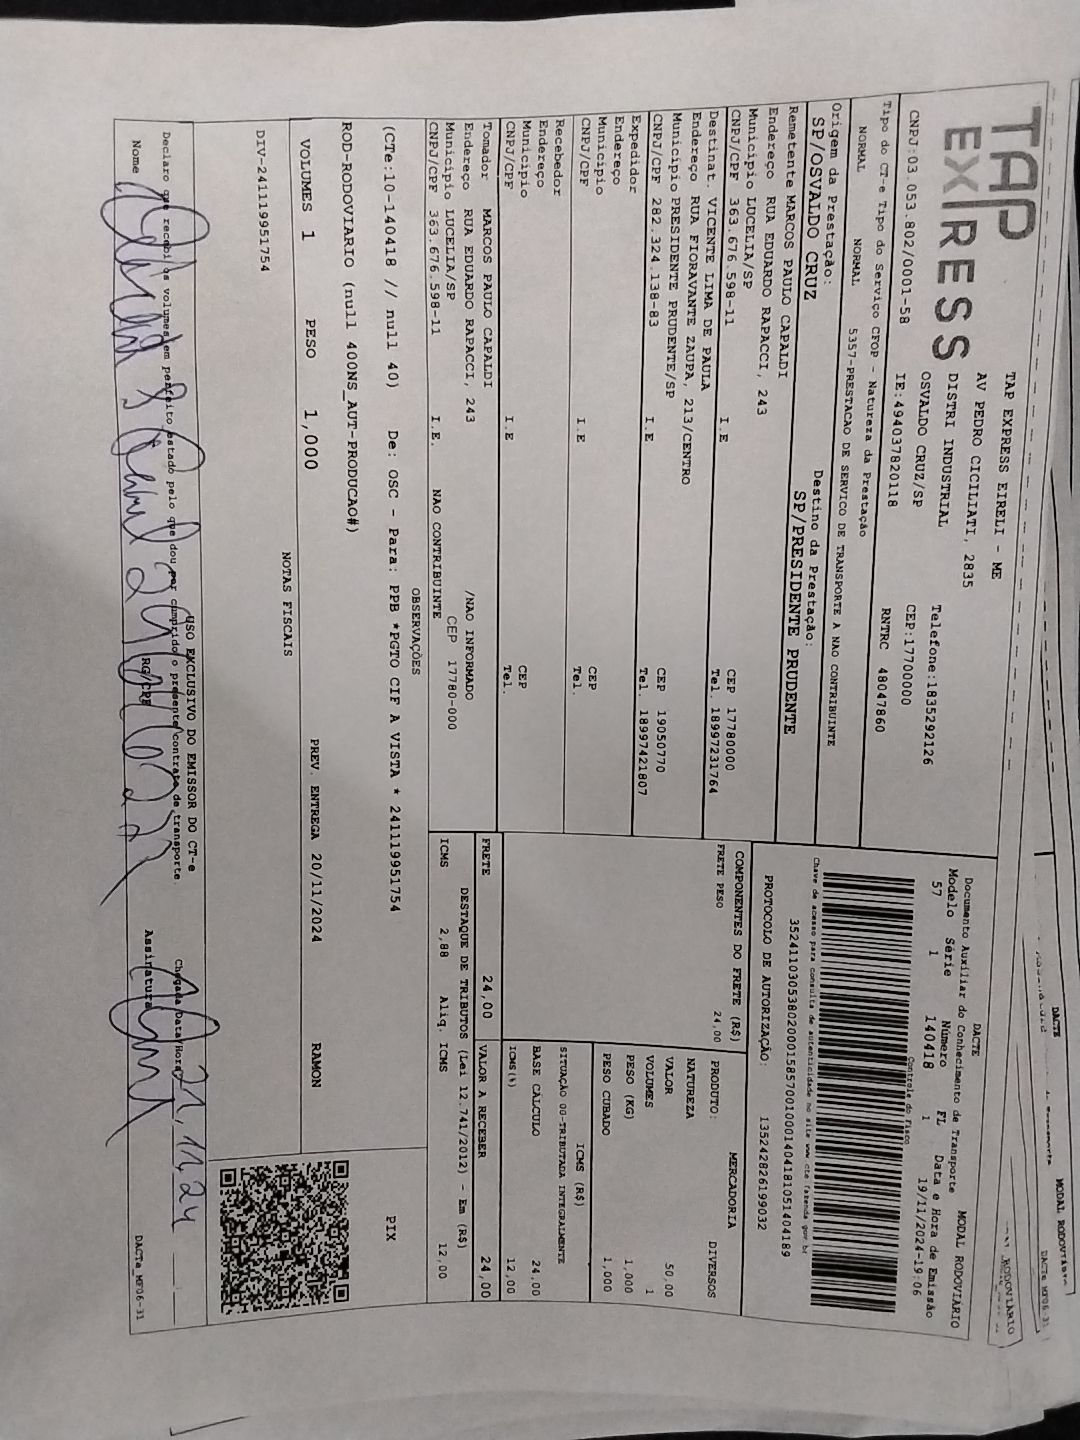 TAP
EXPRESS
TAP EXPRESS EIRELI - ME
AV PEDRO CICILIATI, 2835
DISTRI INDUSTRIAL
OSVALDO CRUZ/SP
Telefone:1835292126
CEP:17700000
CNPJ:03.053.802/0001-58
IE:494037820118
RNTRC 48047860
Tipo do CT-e Tipo do Serviço CFOP - Natureza da Prestação
NORMAL NORMAL 5357-PRESTACAO DE SERVICO DE TRANSPORTE A NAO CONTRIBUINTE
Origem da Prestação: Destino da Prestação:
SP/OSVALDO CRUZ SP/PRESIDENTE PRUDENTE
Remetente MARCOS PAULO CAPALDI
Endereço RUA EDUARDO RAPACCI, 243
Município LUCELIA/SP CEP 17780000
CNPJ/CPF 363.676.598-11 I.E Tel. 18997231764
Destinat. VICENTE LIMA DE PAULA
Endereço RUA FIORAVANTE ZAUPA, 213/CENTRO
Município PRESIDENTE PRUDENTE/SP CEP 19050770
CNPJ/CPF 282.324.138-83 I.E Tel. 18997421807
Expedidor
Endereço
Município CEP
CNPJ/CPF I.E Tel.
Recebedor
Endereço
Município CEP
CNPJ/CPF I.E Tel.
Tomador MARCOS PAULO CAPALDI
Endereço RUA EDUARDO RAPACCI, 243 /NAO INFORMADO
Município LUCELIA/SP CEP 17780-000
CNPJ/CPF 363.676.598-11 I.E. NAO CONTRIBUINTE
DACTE MODAL RODOVIÁRIO
Documento Auxiliar do Conhecimento de Transporte
Modelo Série Número FL Data e Hora de Emissão
57 1 140418 1 19/11/2024-19:06
Controle do Fisco
Chave de acesso para consulta de autenticidade no site www.cte.fazenda.gov.br
35241103053802000158570010001404181051404189
PROTOCOLO DE AUTORIZAÇÃO: 135242826199032
COMPONENTES DO FRETE (R$)
FRETE PESO 24,00
MERCADORIA
PRODUTO: DIVERSOS
NATUREZA
VALOR 50,00
VOLUMES 1
PESO (KG) 1,000
PESO CUBADO 1,000
ICMS (R$)
SITUAÇÃO 00-TRIBUTADA INTEGRALMENTE
BASE CALCULO 24,00
ICMS(%) 12,00
FRETE 24,00 VALOR A RECEBER 24,00
DESTAQUE DE TRIBUTOS (Lei 12.741/2012) - Em (R$)
ICMS 2,88 Aliq. ICMS 12,00
OBSERVAÇÕES
(CTe:10-140418 // null 40) De: OSC - Para: PPB *PGTO CIF A VISTA * 241119951754
ROD-RODOVIARIO (null 400NS_AUT-PRODUCAO#)
PIX
VOLUMES 1 PESO 1,000 PREV. ENTREGA 20/11/2024 RAMON
NOTAS FISCAIS
DIV-241119951754
USO EXCLUSIVO DO EMISSOR DO CT-e
Declaro que recebi os volumes em perfeito estado pelo que dou por cumprido o presente contrato de transporte.
Chegada Data/Hora 21,11,24
Nome RG/CPF Assinatura
DACTe_MF06-31